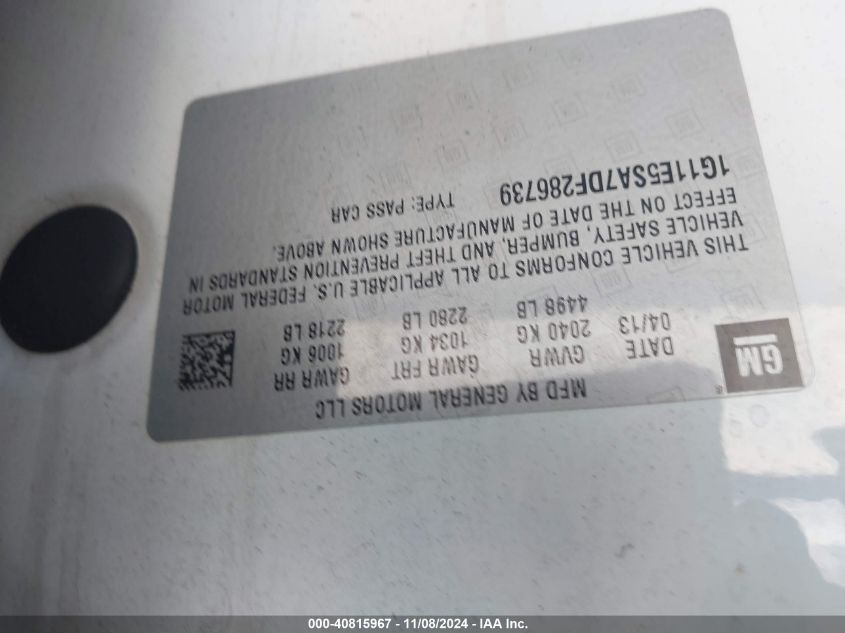 MFD BY GENERAL MOTORS LLC
GM
®
DATE GVWR GAWR FRT GAWR RR
04/13 2040 KG 1034 KG 1006 KG
4498 LB 2280 LB 2218 LB
THIS VEHICLE CONFORMS TO ALL APPLICABLE U.S. FEDERAL MOTOR
VEHICLE SAFETY, BUMPER, AND THEFT PREVENTION STANDARDS IN
EFFECT ON THE DATE OF MANUFACTURE SHOWN ABOVE.
1G11E5SA7DF286739 TYPE: PASS CAR
000-40815967 - 11/08/2024 - IAA Inc.